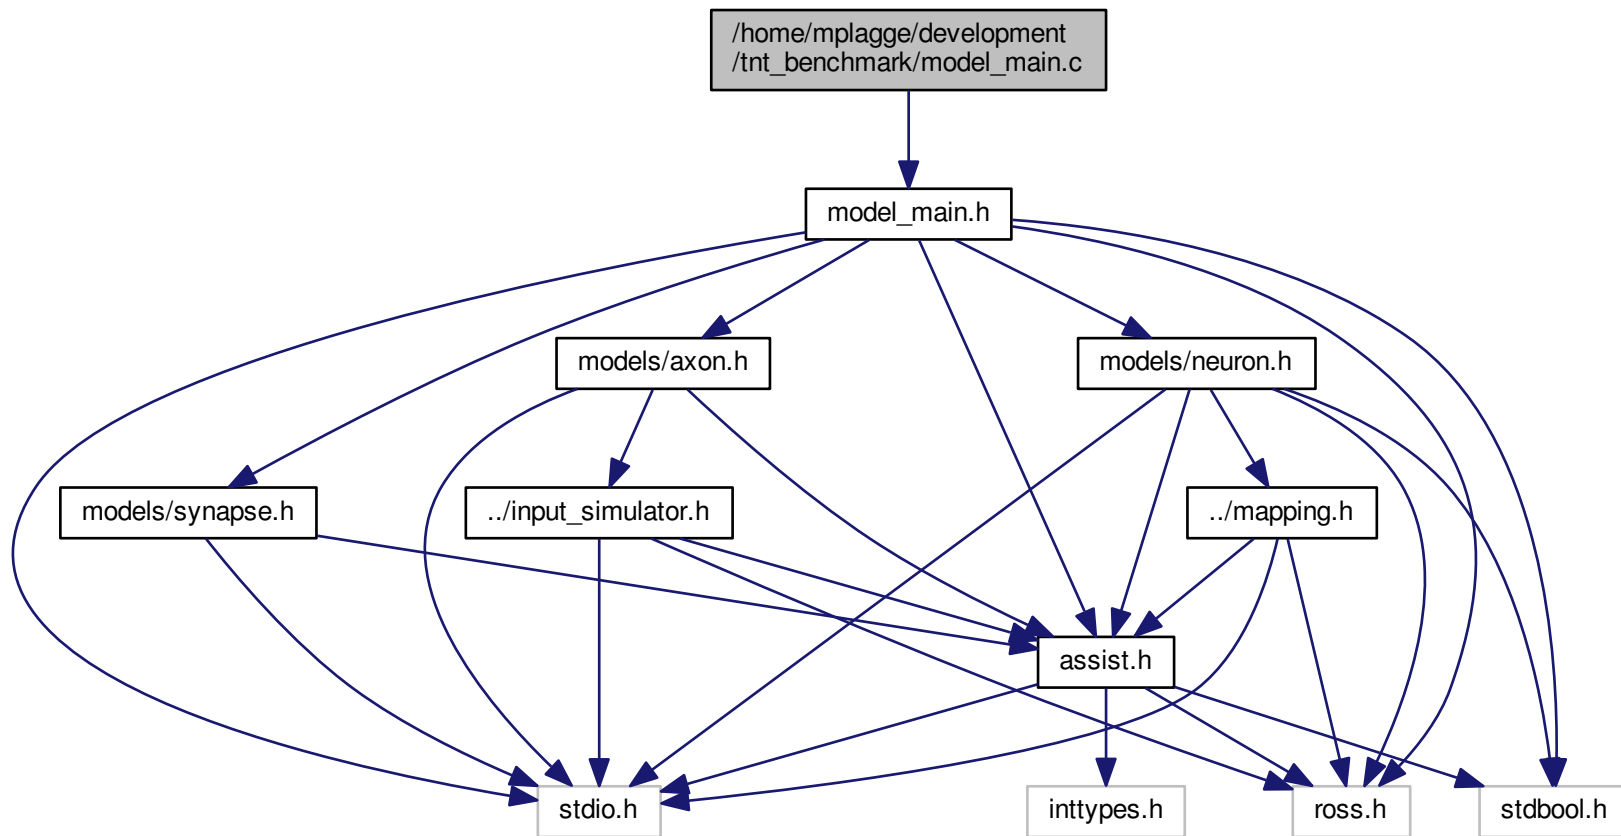 /home/mplagge/development
/tnt_benchmark/model_main.c
model_main.h
models/axon.h
models/neuron.h
models/synapse.h
../input_simulator.h
../mapping.h
assist.h
stdio.h
inttypes.h
ross.h
stdbool.h